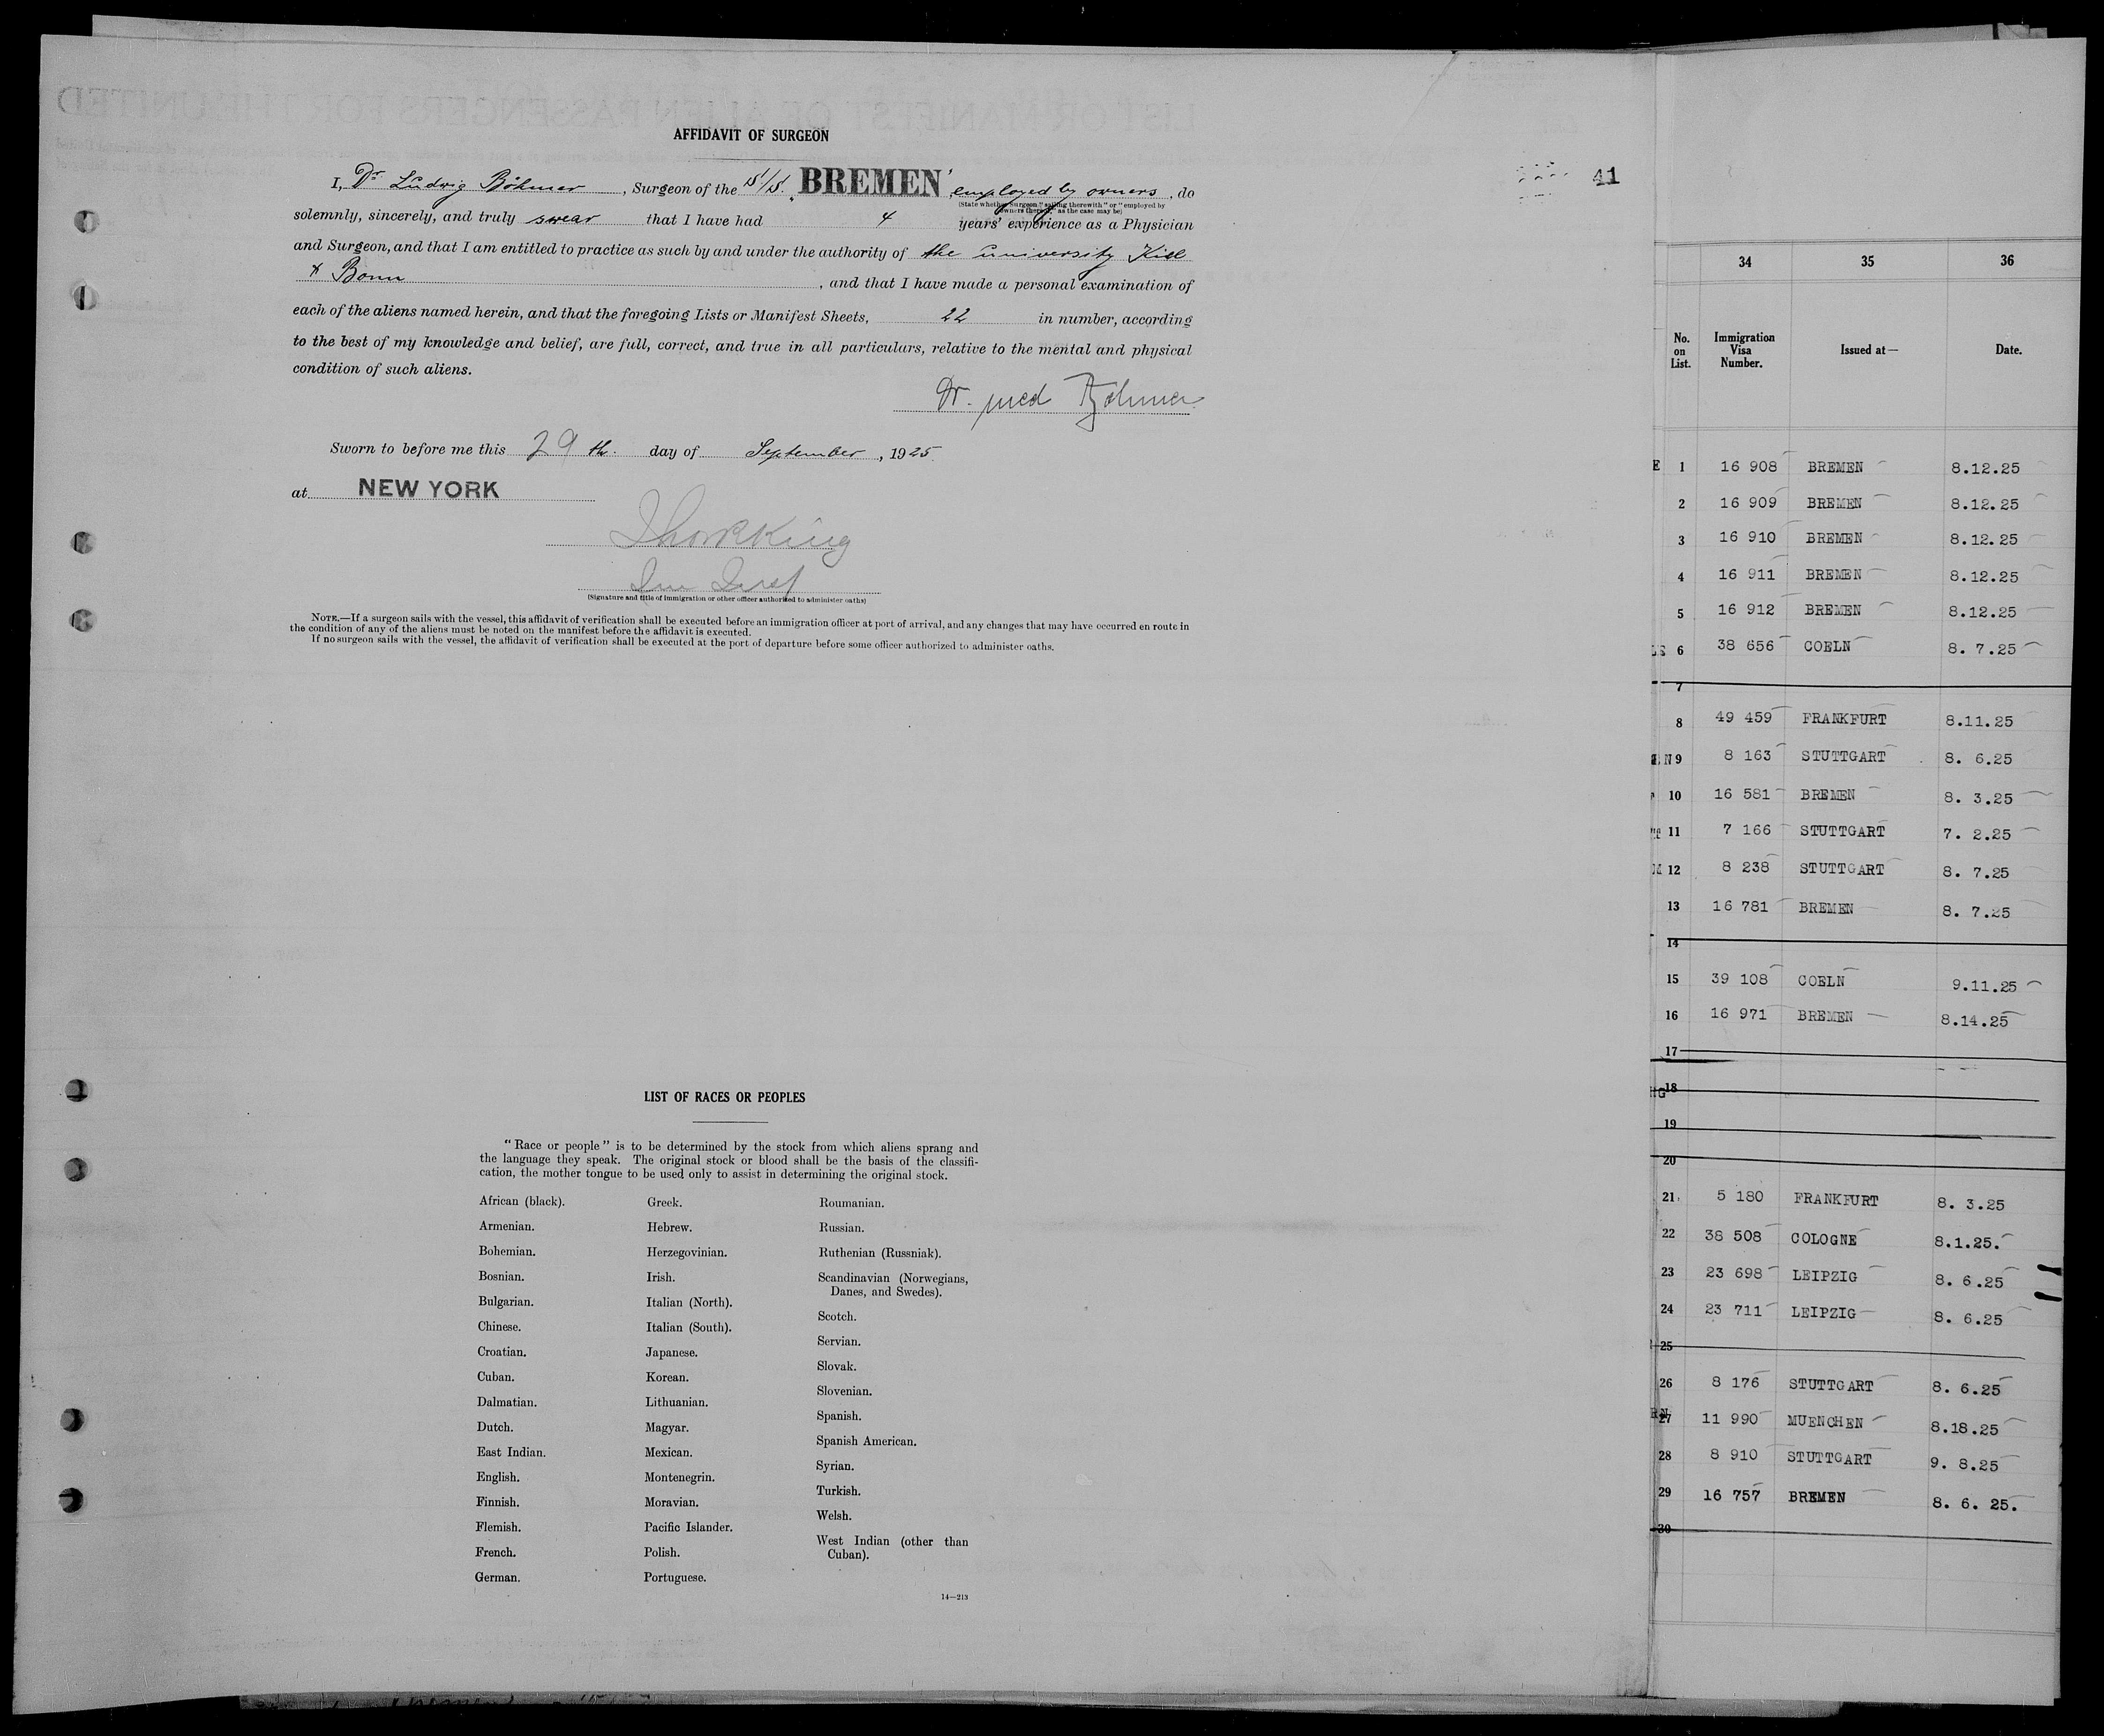 AFFIDAVIT OF SURGEON
I, Dr Ludwig Böhmer, Surgeon of the S/S. BREMEN, employed by owners, do
(State whether surgeon "sailing therewith" or "employed by
owners thereof," as the case may be)
solemnly, sincerely, and truly swear that I have had 4 years' experience as a Physician
and Surgeon, and that I am entitled to practice as such by and under the authority of the university Kiel
+ Bonn, and that I have made a personal examination of
each of the aliens named herein, and that the foregoing Lists or Manifest Sheets, 22 in number, according
to the best of my knowledge and belief, are full, correct, and true in all particulars, relative to the mental and physical
condition of such aliens.
Dr. med Böhmer
Sworn to before me this 29 th. day of September, 1925
at NEW YORK
(Signature and title of immigration or other officer authorized to administer oaths)
NOTE.—If a surgeon sails with the vessel, this affidavit of verification shall be executed before an immigration officer at port of arrival, and any changes that may have occurred en route in
the condition of any of the aliens must be noted on the manifest before the affidavit is executed.
If no surgeon sails with the vessel, the affidavit of verification shall be executed at the port of departure before some officer authorized to administer oaths.
LIST OF RACES OR PEOPLES
"Race or people" is to be determined by the stock from which aliens sprang and
the language they speak. The original stock or blood shall be the basis of the classifi-
cation, the mother tongue to be used only to assist in determining the original stock.
African (black).
Armenian.
Bohemian.
Bosnian.
Bulgarian.
Chinese.
Croatian.
Cuban.
Dalmatian.
Dutch.
East Indian.
English.
Finnish.
Flemish.
French.
German.
Greek.
Hebrew.
Herzegovinian.
Irish.
Italian (North).
Italian (South).
Japanese.
Korean.
Lithuanian.
Magyar.
Mexican.
Montenegrin.
Moravian.
Pacific Islander.
Polish.
Portuguese.
Roumanian.
Russian.
Ruthenian (Russniak).
Scandinavian (Norwegians,
Danes, and Swedes).
Scotch.
Servian.
Slovak.
Slovenian.
Spanish.
Spanish American.
Syrian.
Turkish.
Welsh.
West Indian (other than
Cuban).
14—213
41
34 35 36
No. on List. Immigration Visa Number. Issued at— Date.
1 16 908 BREMEN 8.12.25
2 16 909 BREMEN 8.12.25
3 16 910 BREMEN 8.12.25
4 16 911 BREMEN 8.12.25
5 16 912 BREMEN 8.12.25
6 38 656 COELN 8. 7.25
7
8 49 459 FRANKFURT 8.11.25
9 8 163 STUTTGART 8. 6.25
10 16 581 BREMEN 8. 3.25
11 7 166 STUTTGART 7. 2.25
12 8 238 STUTTGART 8. 7.25
13 16 781 BREMEN 8. 7.25
14
15 39 108 COELN 9.11.25
16 16 971 BREMEN 8.14.25
17
18
19
20
21 5 180 FRANKFURT 8. 3.25
22 38 508 COLOGNE 8.1.25.
23 23 698 LEIPZIG 8. 6.25
24 23 711 LEIPZIG 8. 6.25
25
26 8 176 STUTTGART 8. 6.25
27 11 990 MUENCHEN 8.18.25
28 8 910 STUTTGART 9. 8.25
29 16 757 BREMEN 8. 6. 25.
30